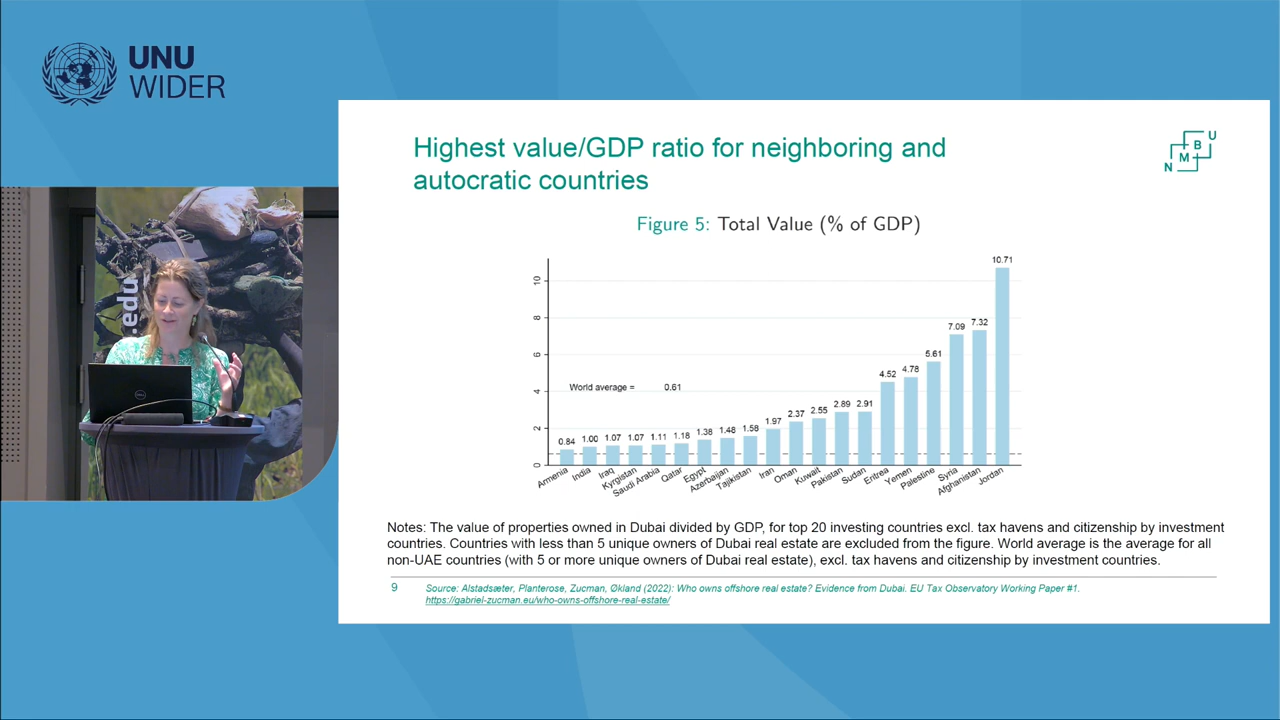 UNU
WIDER
.edu
Highest value/GDP ratio for neighboring and
autocratic countries
N M B U
Figure 5: Total Value (% of GDP)
0 2 4 6 8 10
World average = 0.61
0.84 1.00 1.07 1.07 1.11 1.18 1.38 1.48 1.58 1.97 2.37 2.55 2.89 2.91 4.52 4.78 5.61 7.09 7.32 10.71
Armenia India Iraq Kyrgistan Saudi Arabia Qatar Egypt Azerbaijan Tajikistan Iran Oman Kuwait Pakistan Sudan Eritrea Yemen Palestine Syria Afghanistan Jordan
Notes: The value of properties owned in Dubai divided by GDP, for top 20 investing countries excl. tax havens and citizenship by investment
countries. Countries with less than 5 unique owners of Dubai real estate are excluded from the figure. World average is the average for all
non-UAE countries (with 5 or more unique owners of Dubai real estate), excl. tax havens and citizenship by investment countries.
9
Source: Alstadsæter, Planterose, Zucman, Økland (2022): Who owns offshore real estate? Evidence from Dubai. EU Tax Observatory Working Paper #1.
https://gabriel-zucman.eu/who-owns-offshore-real-estate/
DELL